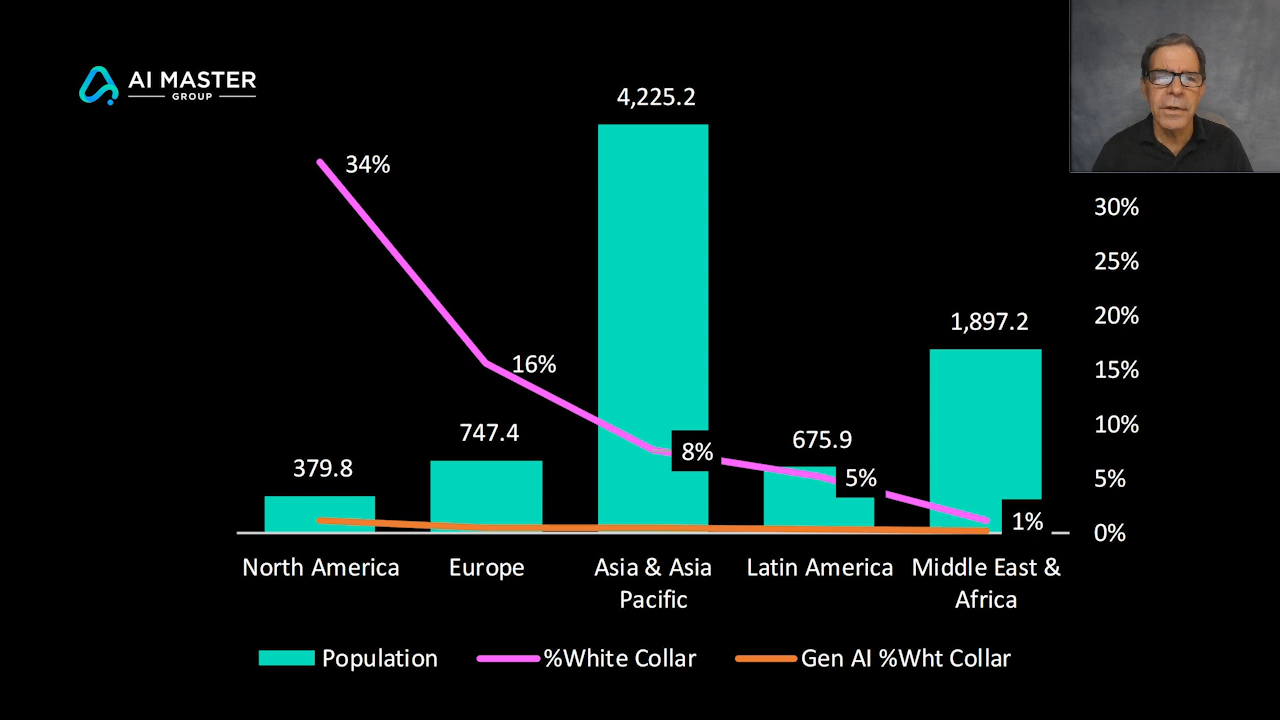 AI MASTER
GROUP
4,225.2
34%
30%
25%
20%
1,897.2
15%
16%
10%
747.4
675.9
8%
379.8
5%
5%
1%
0%
North America
Europe
Asia & Asia
Pacific
Latin America
Middle East &
Africa
Population
%White Collar
Gen AI %Wht Collar